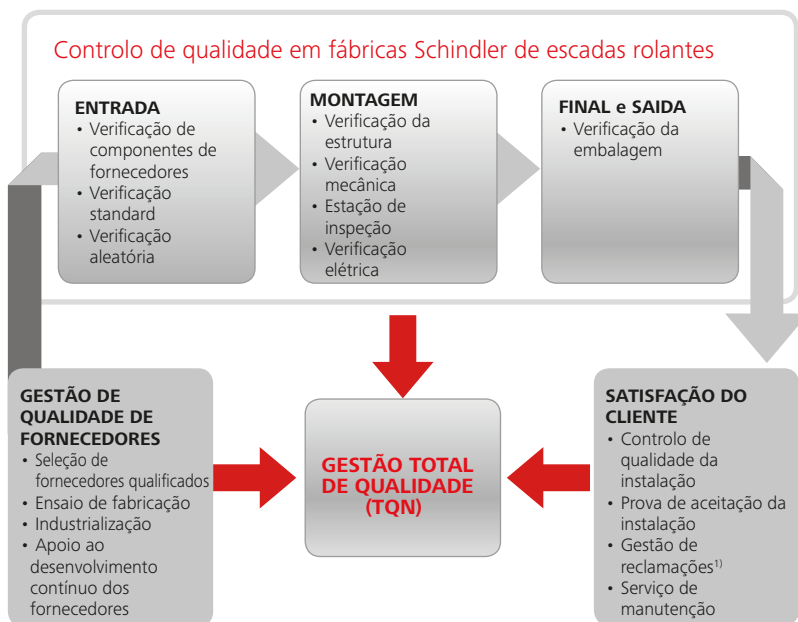 Controlo de qualidade em fábricas Schindler de escadas rolantes
ENTRADA
• Verificação de
componentes de
fornecedores
• Verificação
standard
• Verificação
aleatória
MONTAGEM
• Verificação da
estrutura
• Verificação
mecânica
• Estação de
inspeção
• Verificação
elétrica
FINAL e SAIDA
• Verificação da
embalagem
GESTÃO DE
QUALIDADE DE
FORNECEDORES
• Seleção de
fornecedores qualificados
• Ensaio de fabricação
• Industrialização
• Apoio ao
desenvolvimento
contínuo dos
fornecedores
GESTÃO TOTAL
DE QUALIDADE
(TQN)
SATISFAÇÃO DO
CLIENTE
• Controlo de
qualidade da
instalação
• Prova de aceitação da
instalação
• Gestão de
reclamações¹⁾
• Serviço de
manutenção